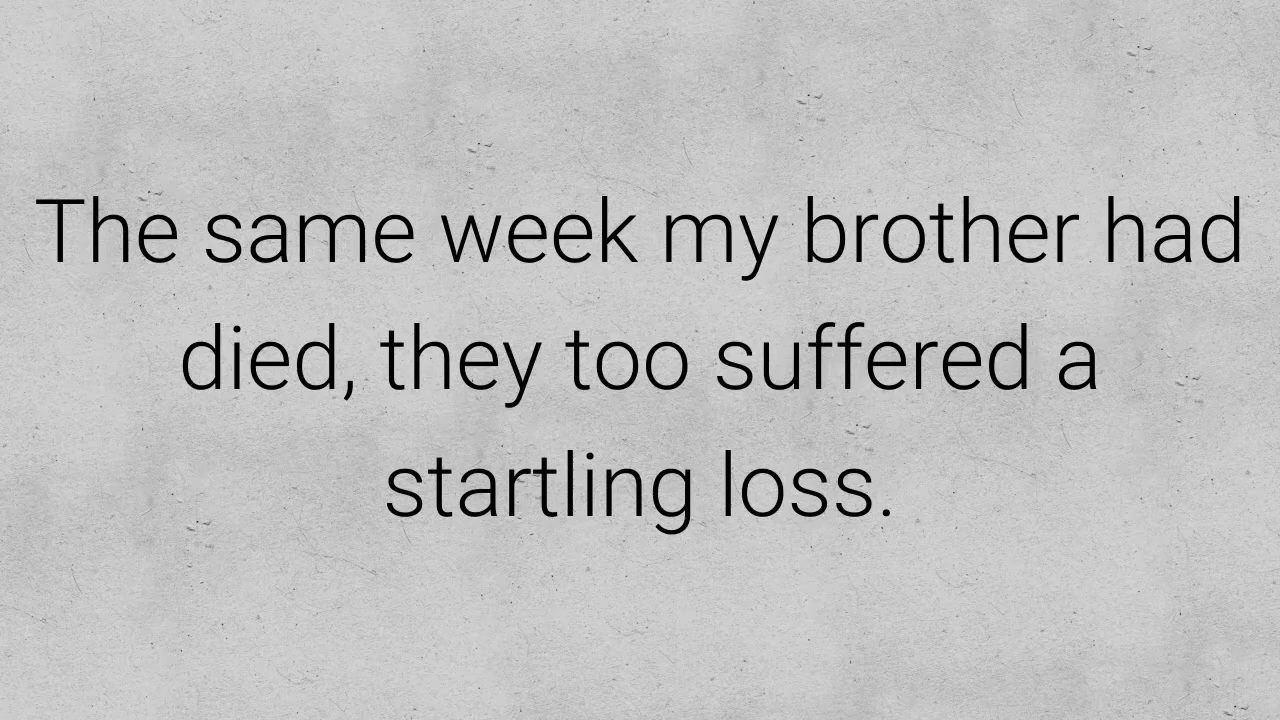 The same week my brother had
died, they too suffered a
startling loss.